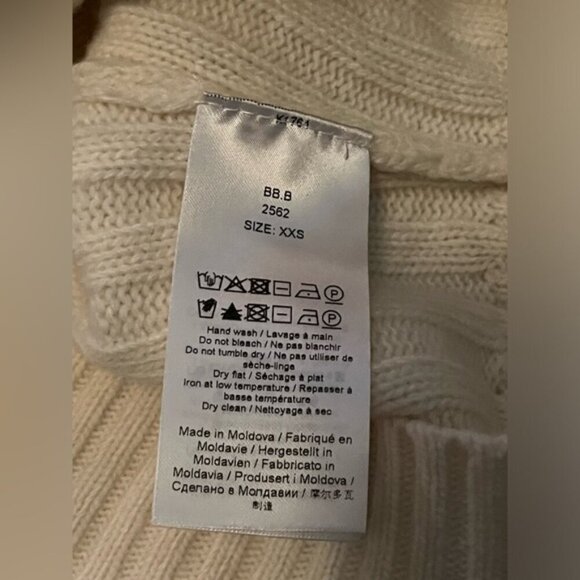 K1761
BB.B
2562
SIZE: XXS
P
P
Hand wash / Lavage à main
Do not bleach / Ne pas blanchir
Do not tumble dry / Ne pas utiliser de
sèche-linge
Dry flat / Séchage à plat
Iron at low temperature / Repasser à
basse température
Dry clean / Nettoyage à sec
Made in Moldova / Fabriqué en
Moldavie / Hergestellt in
Moldavien / Fabbricato in
Moldavia / Produsert i Moldova /
Сделано в Молдавии / 摩尔多瓦
制造